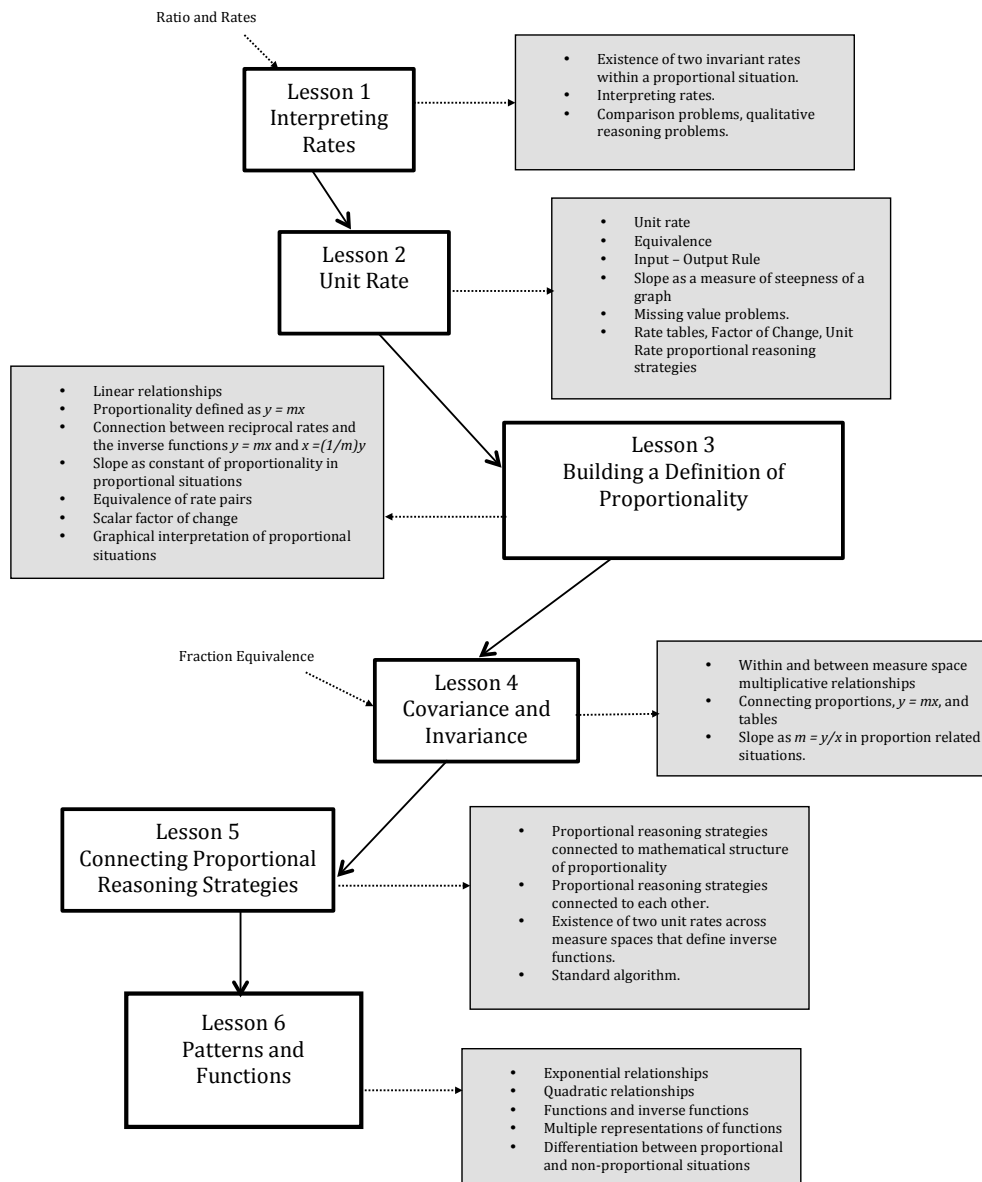 Ratio and Rates
Lesson 1
Interpreting
Rates
• Existence of two invariant rates
within a proportional situation.
• Interpreting rates.
• Comparison problems, qualitative
reasoning problems.
Lesson 2
Unit Rate
• Unit rate
• Equivalence
• Input – Output Rule
• Slope as a measure of steepness of a
graph
• Missing value problems.
• Rate tables, Factor of Change, Unit
Rate proportional reasoning
strategies
• Linear relationships
• Proportionality defined as y = mx
• Connection between reciprocal rates and
the inverse functions y = mx and x =(1/m)y
• Slope as constant of proportionality in
proportional situations
• Equivalence of rate pairs
• Scalar factor of change
• Graphical interpretation of proportional
situations
Lesson 3
Building a Definition of
Proportionality
Fraction Equivalence
Lesson 4
Covariance and
Invariance
• Within and between measure space
multiplicative relationships
• Connecting proportions, y = mx, and
tables
• Slope as m = y/x in proportion related
situations.
Lesson 5
Connecting Proportional
Reasoning Strategies
• Proportional reasoning strategies
connected to mathematical structure
of proportionality
• Proportional reasoning strategies
connected to each other.
• Existence of two unit rates across
measure spaces that define inverse
functions.
• Standard algorithm.
Lesson 6
Patterns and
Functions
• Exponential relationships
• Quadratic relationships
• Functions and inverse functions
• Multiple representations of functions
• Differentiation between proportional
and non-proportional situations